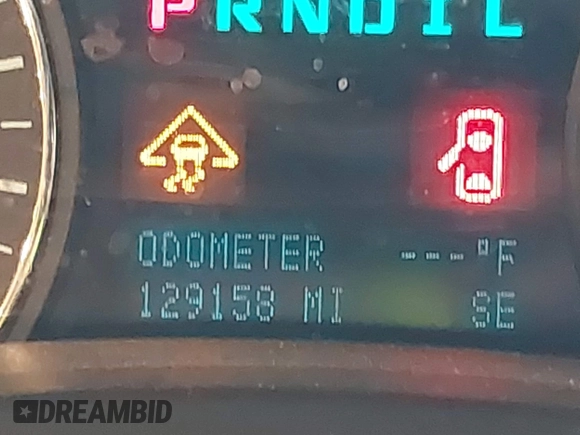 PRNDIL
ODOMETER ---°F
129158 MI SE
DREAMBID